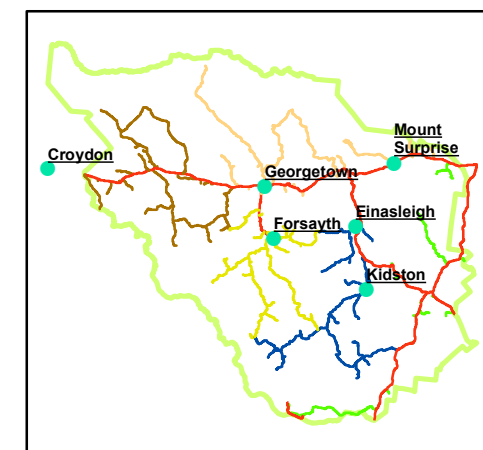 Mount
Surprise
Croydon
Georgetown
Einasleigh
Forsayth
Kidston